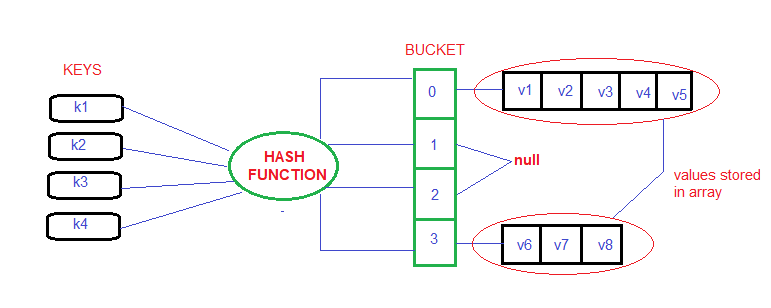 BUCKET
KEYS
k1
k2
k3
k4
HASH
FUNCTION
-
0
1
2
3
v1 v2 v3 v4 v5
null
values stored
in array
v6 v7 v8